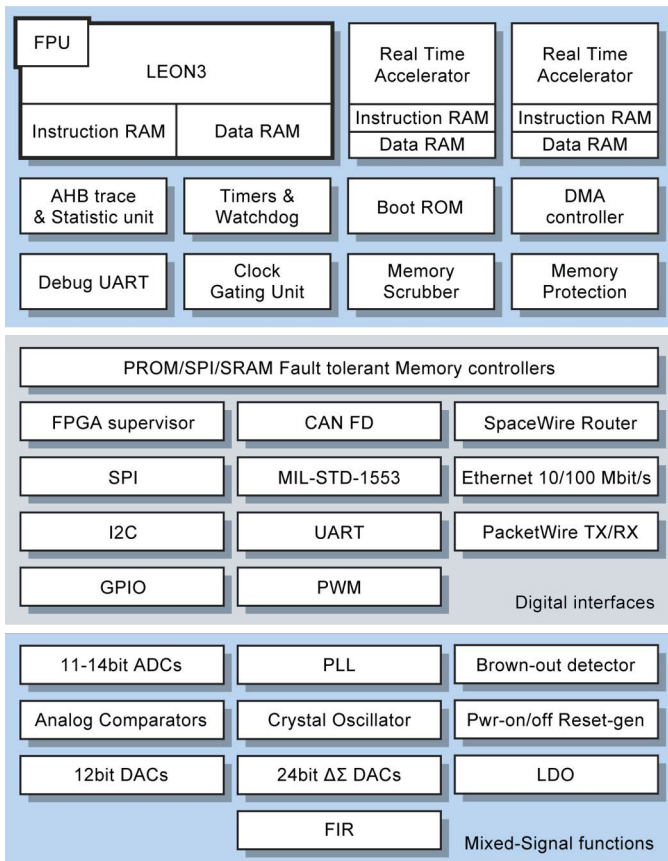 FPU
LEON3
Instruction RAM
Data RAM
Real Time
Accelerator
Instruction RAM
Data RAM
Real Time
Accelerator
Instruction RAM
Data RAM
AHB trace
& Statistic unit
Timers &
Watchdog
Boot ROM
DMA
controller
Debug UART
Clock
Gating Unit
Memory
Scrubber
Memory
Protection
PROM/SPI/SRAM Fault tolerant Memory controllers
FPGA supervisor
CAN FD
SpaceWire Router
SPI
MIL-STD-1553
Ethernet 10/100 Mbit/s
I2C
UART
PacketWire TX/RX
GPIO
PWM
Digital interfaces
11-14bit ADCs
PLL
Brown-out detector
Analog Comparators
Crystal Oscillator
Pwr-on/off Reset-gen
12bit DACs
24bit ΔΣ DACs
LDO
FIR
Mixed-Signal functions